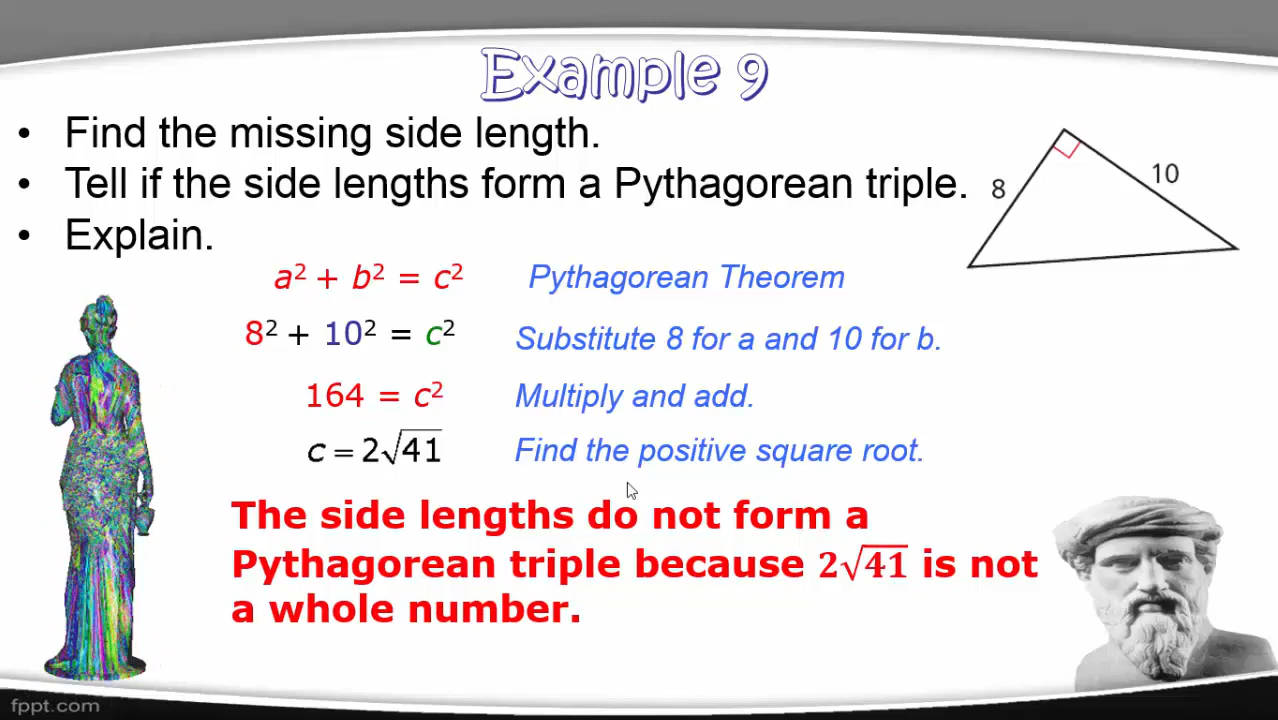 Example 9
• Find the missing side length.
• Tell if the side lengths form a Pythagorean triple.
• Explain.
8
10
a² + b² = c² Pythagorean Theorem
8² + 10² = c² Substitute 8 for a and 10 for b.
164 = c² Multiply and add.
c = 2√41 Find the positive square root.
The side lengths do not form a
Pythagorean triple because 2√41 is not
a whole number.
fppt.com